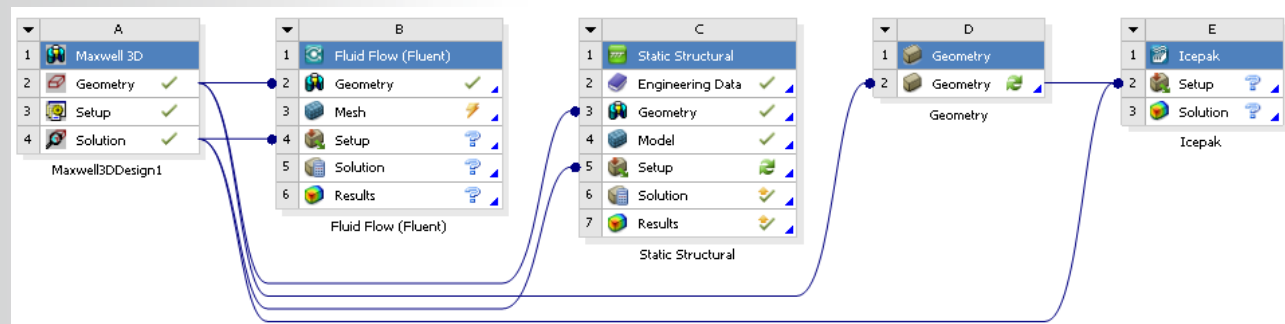 A
1 Maxwell 3D
2 Geometry
3 Setup
4 Solution
Maxwell3DDesign1
B
1 Fluid Flow (Fluent)
2 Geometry
3 Mesh
4 Setup
5 Solution
6 Results
Fluid Flow (Fluent)
C
1 Static Structural
2 Engineering Data
3 Geometry
4 Model
5 Setup
6 Solution
7 Results
Static Structural
D
1 Geometry
2 Geometry
Geometry
E
1 Icepak
2 Setup
3 Solution
Icepak